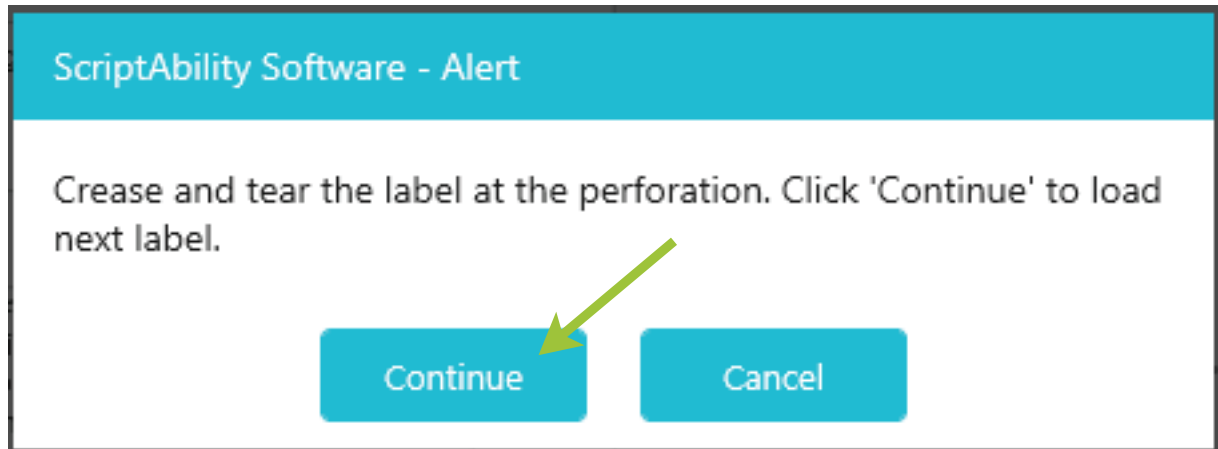 ScriptAbility Software - Alert
Crease and tear the label at the perforation. Click 'Continue' to load
next label.
Continue
Cancel